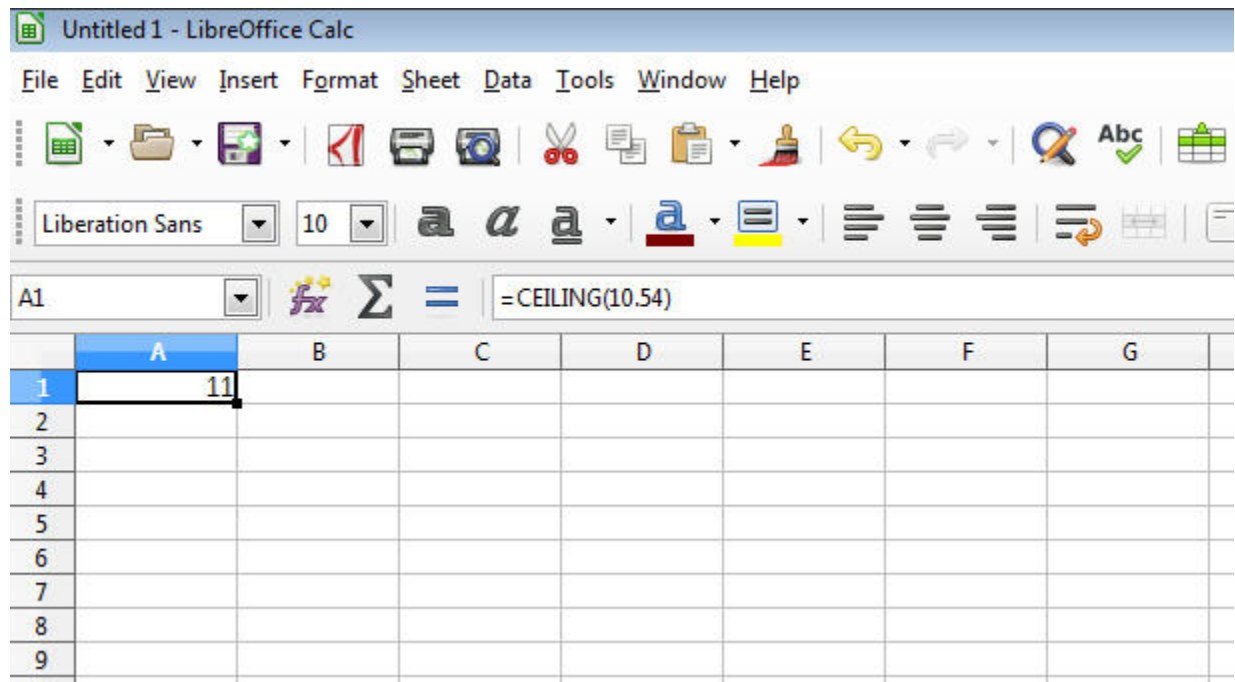 Untitled 1 - LibreOffice Calc
File Edit View Insert Format Sheet Data Tools Window Help
Abc
Liberation Sans 10 a a a a
A1 fx Σ = =CEILING(10.54)
A B C D E F G
1 11
2
3
4
5
6
7
8
9